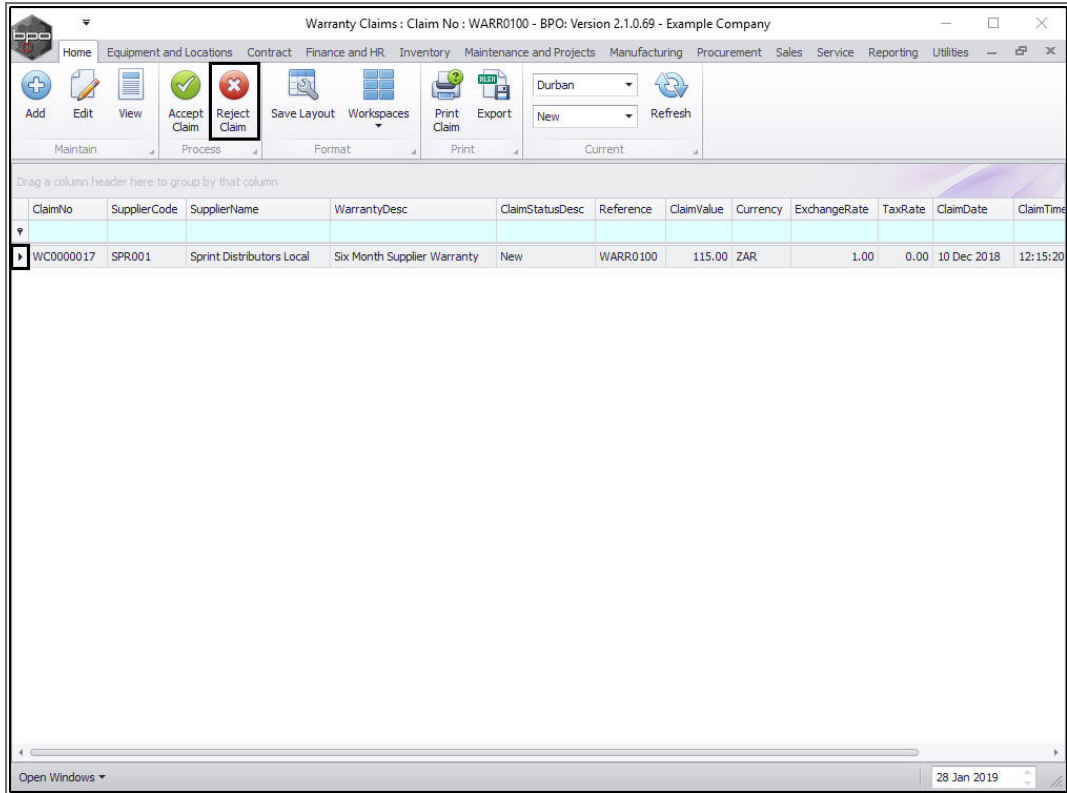 Warranty Claims : Claim No : WARR0100 - BPO: Version 2.1.0.69 - Example Company
bpo
Home Equipment and Locations Contract Finance and HR Inventory Maintenance and Projects Manufacturing Procurement Sales Service Reporting Utilities
Add Edit View Accept Claim Reject Claim Save Layout Workspaces Print Claim XLSX Export Durban New Refresh
Maintain Process Format Print Current
Drag a column header here to group by that column
ClaimNo SupplierCode SupplierName WarrantyDesc ClaimStatusDesc Reference ClaimValue Currency ExchangeRate TaxRate ClaimDate ClaimTime
WC0000017 SPR001 Sprint Distributors Local Six Month Supplier Warranty New WARR0100 115.00 ZAR 1.00 0.00 10 Dec 2018 12:15:20
Open Windows 28 Jan 2019